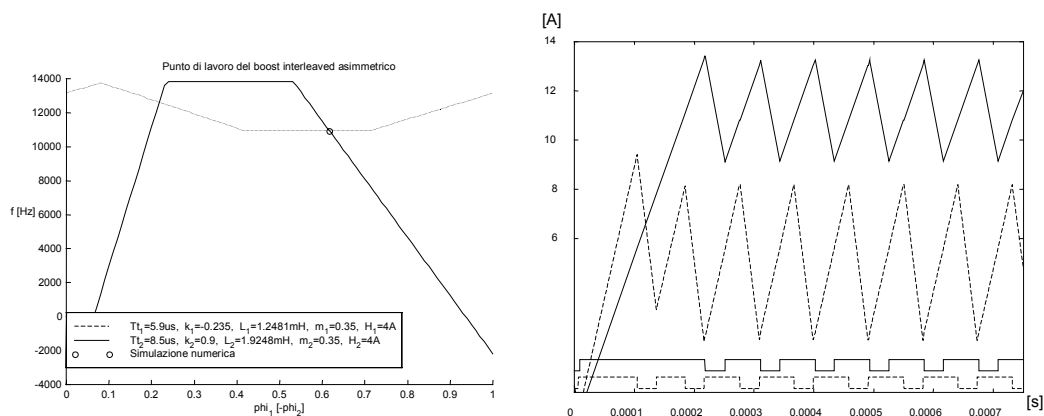 Punto di lavoro del boost interleaved asimmetrico
14000
12000
10000
8000
f [Hz]
6000
4000
2000
0
-2000
-4000
Tt1=5.9us, k1=-0.235, L1=1.2481mH, m1=0.35, H1=4A
Tt2=8.5us, k2=0.9, L2=1.9248mH, m2=0.35, H2=4A
Simulazione numerica
0 0.1 0.2 0.3 0.4 0.5 0.6 0.7 0.8 0.9 1
phi1 [-phi2]
[A]
14
12
10
8
6
0 0.0001 0.0002 0.0003 0.0004 0.0005 0.0006 0.0007
[s]